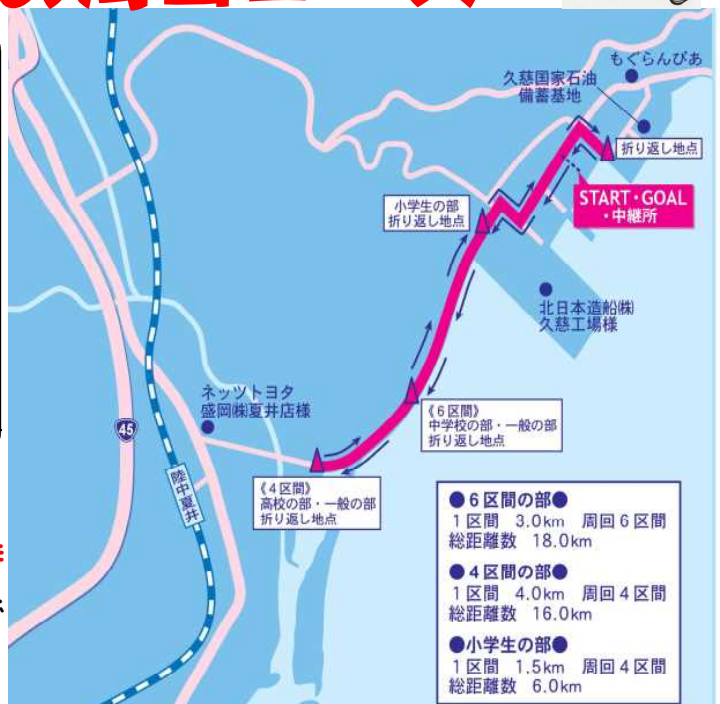 もぐらんぴあ
久慈国家石油
備蓄基地
折り返し地点
START・GOAL
・中継所
小学生の部
折り返し地点
北日本造船㈱
久慈工場様
ネッツトヨタ
盛岡㈱夏井店様
《6区間》
中学校の部・一般の部
折り返し地点
45
陸中夏井
《4区間》
高校の部・一般の部
折り返し地点
●6区間の部●
1区間 3.0km 周回6区間
総距離数 18.0km
●4区間の部●
1区間 4.0km 周回4区間
総距離数 16.0km
●小学生の部●
1区間 1.5km 周回4区間
総距離数 6.0km